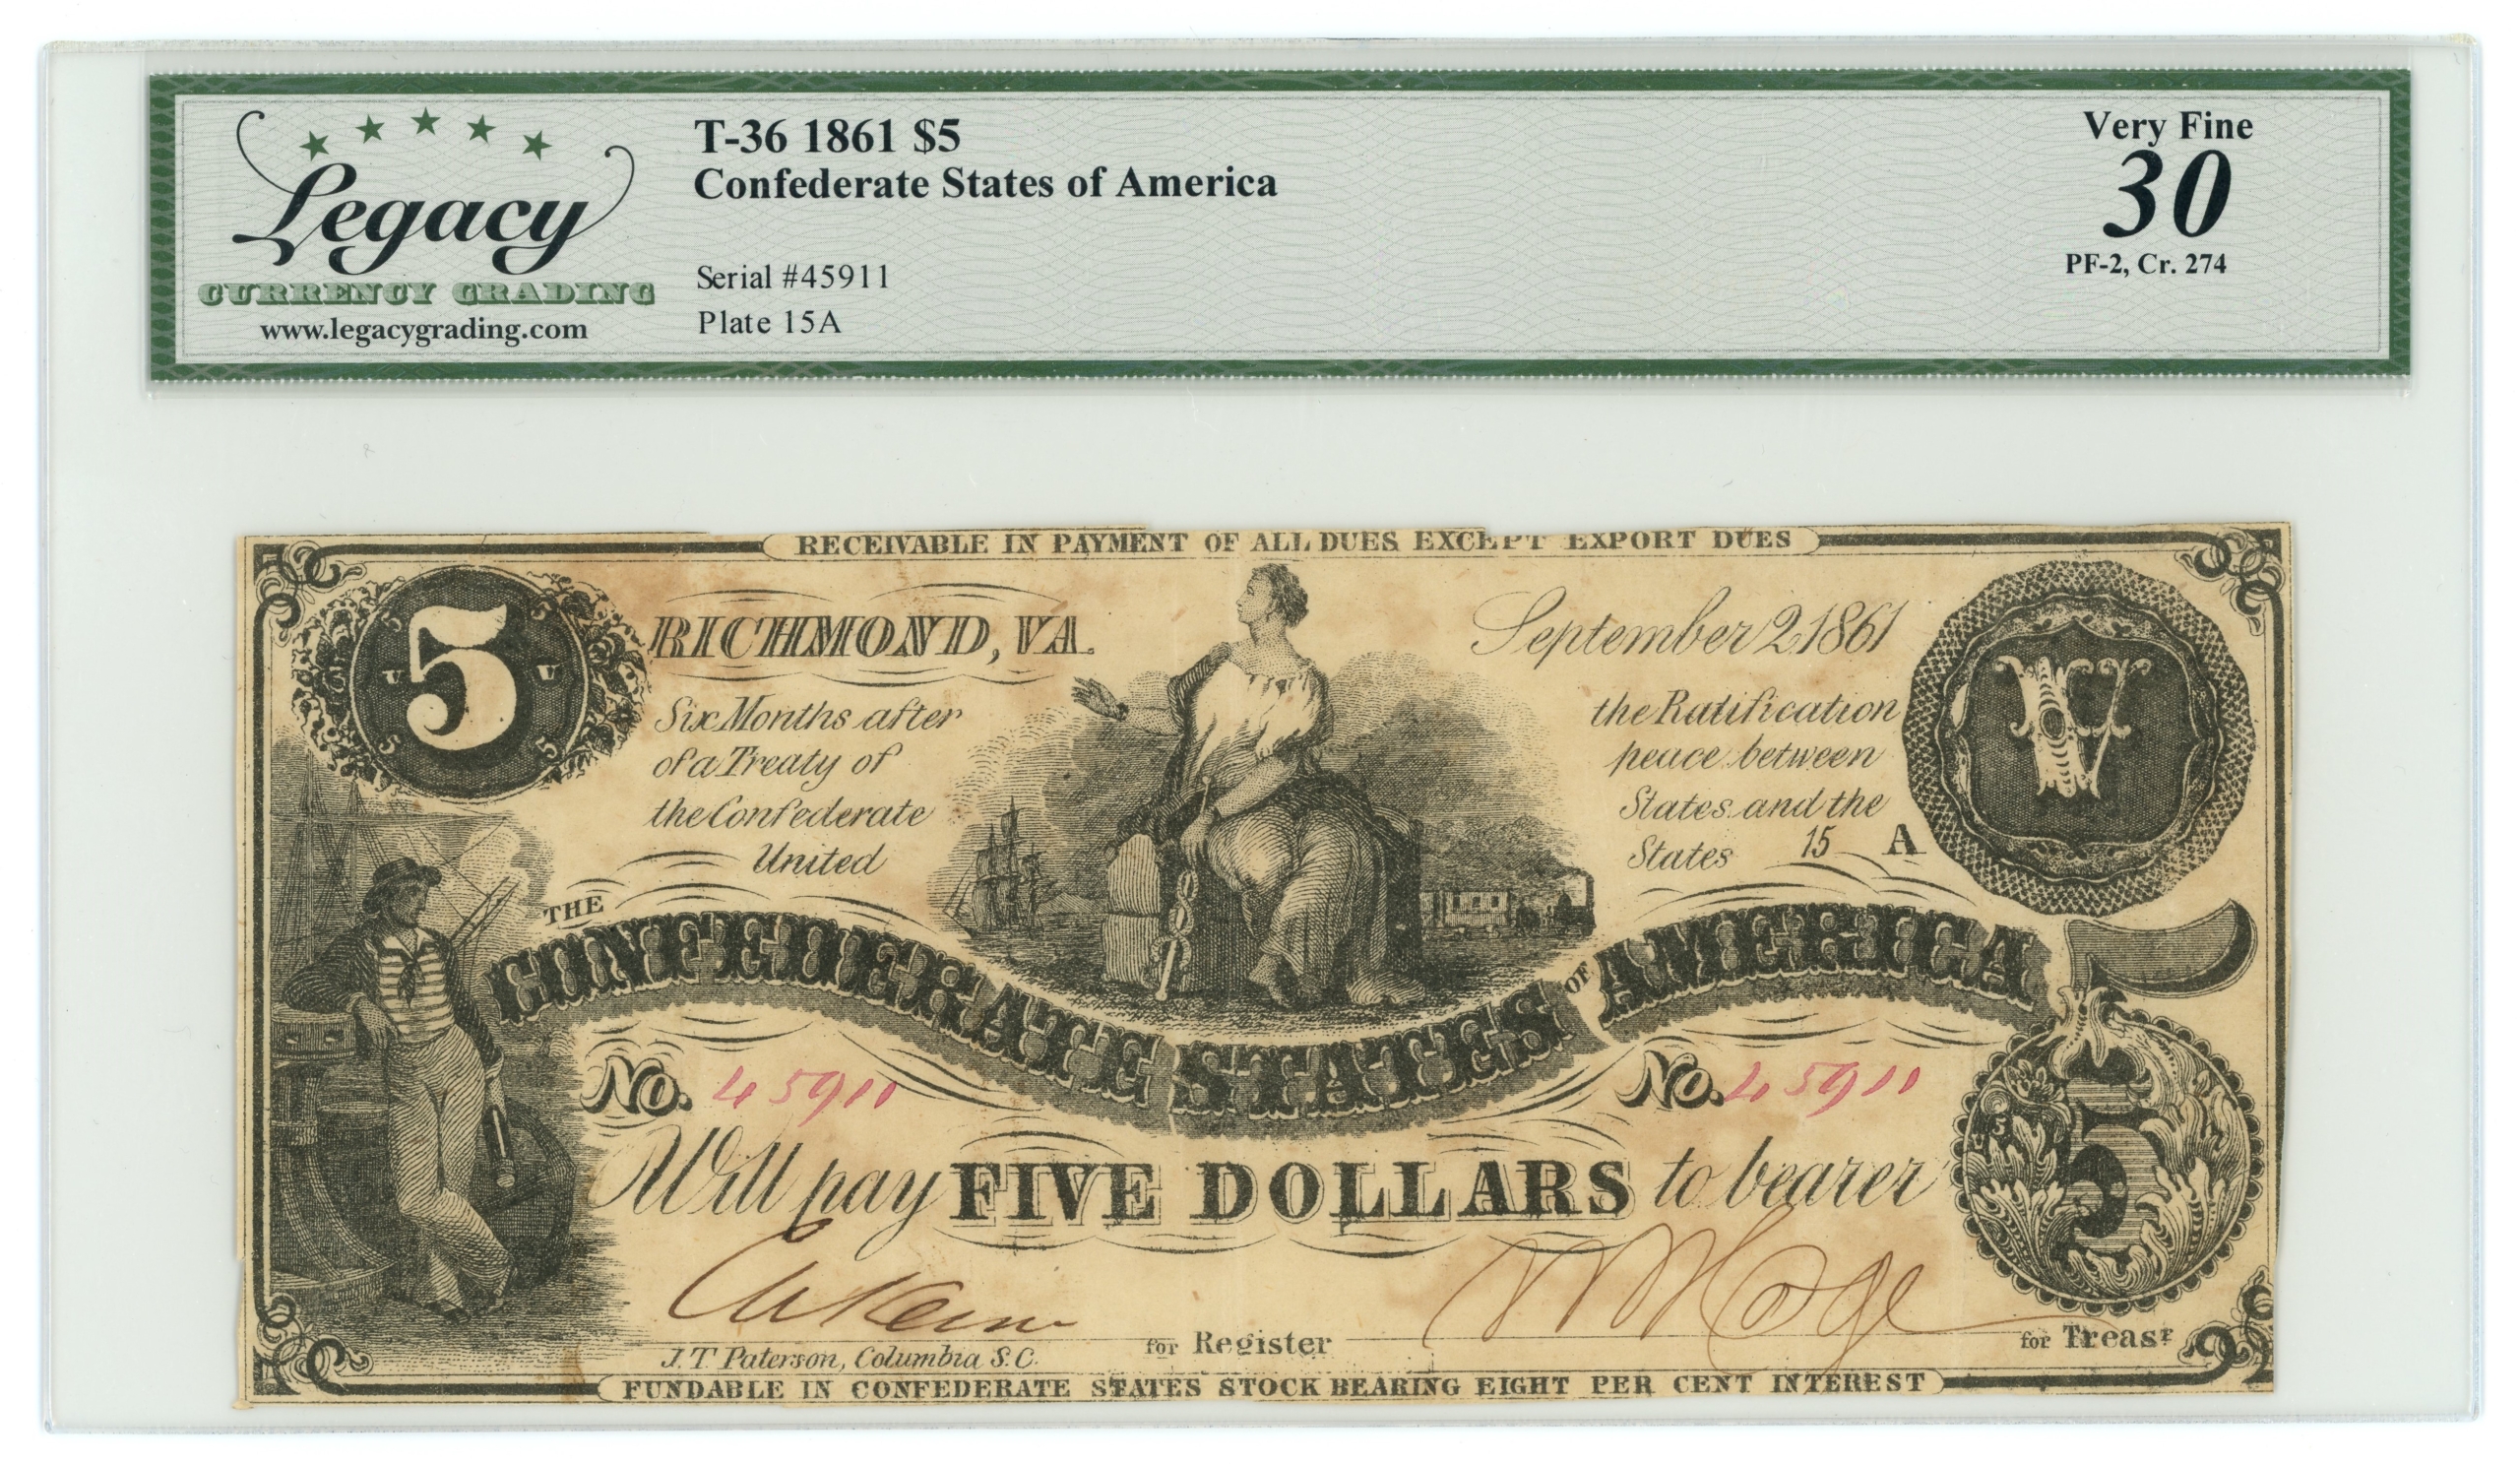 Legacy
CURRENCY GRADING
www.legacygrading.com
T-36 1861 $5
Confederate States of America
Serial #45911
Plate 15A
Very Fine
30
PF-2, Cr. 274
RECEIVABLE IN PAYMENT OF ALL DUES EXCEPT EXPORT DUES
5
RICHMOND, VA.
September 2 1861
V
Six Months after the Ratification
of a Treaty of peace between
the Confederate States and the
United States 15 A
THE CONFEDERATE STATES OF AMERICA
No. 45911 No. 45911
5
Will pay FIVE DOLLARS to bearer
for Register for Treasr
J. T. Paterson, Columbia S. C.
FUNDABLE IN CONFEDERATE STATES STOCK BEARING EIGHT PER CENT INTEREST